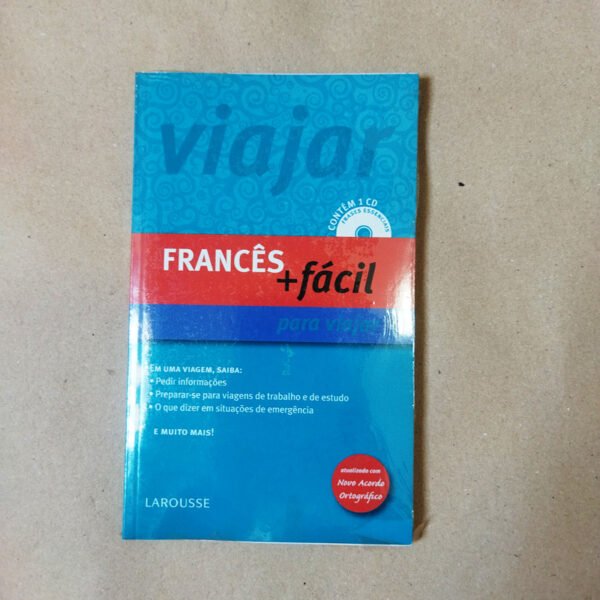 viajar
CONTÉM 1 CD
FRASES ESSENCIAIS
FRANCÊS
+fácil
para viajar
EM UMA VIAGEM, SAIBA:
• Pedir informações
• Preparar-se para viagens de trabalho e de estudo
• O que dizer em situações de emergência
E MUITO MAIS!
atualizado com
Novo Acordo
Ortográfico
LAROUSSE